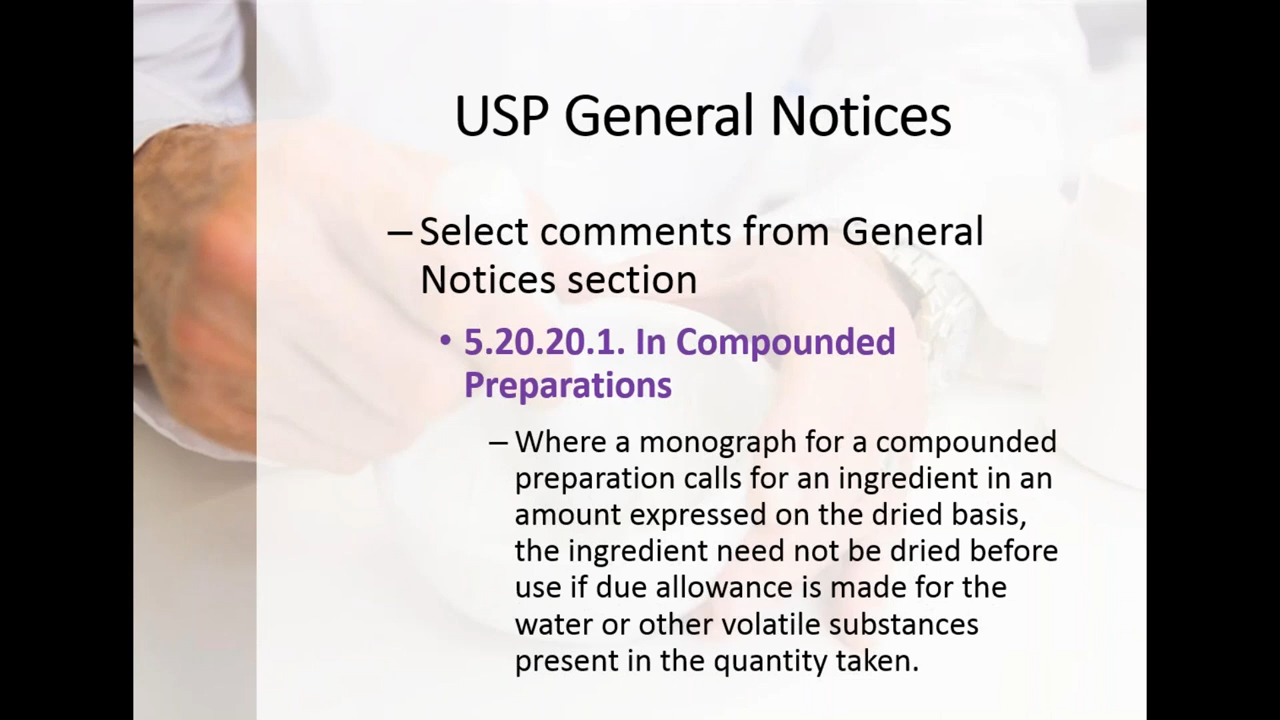 USP General Notices
– Select comments from General
Notices section
• 5.20.20.1. In Compounded
Preparations
– Where a monograph for a compounded
preparation calls for an ingredient in an
amount expressed on the dried basis,
the ingredient need not be dried before
use if due allowance is made for the
water or other volatile substances
present in the quantity taken.